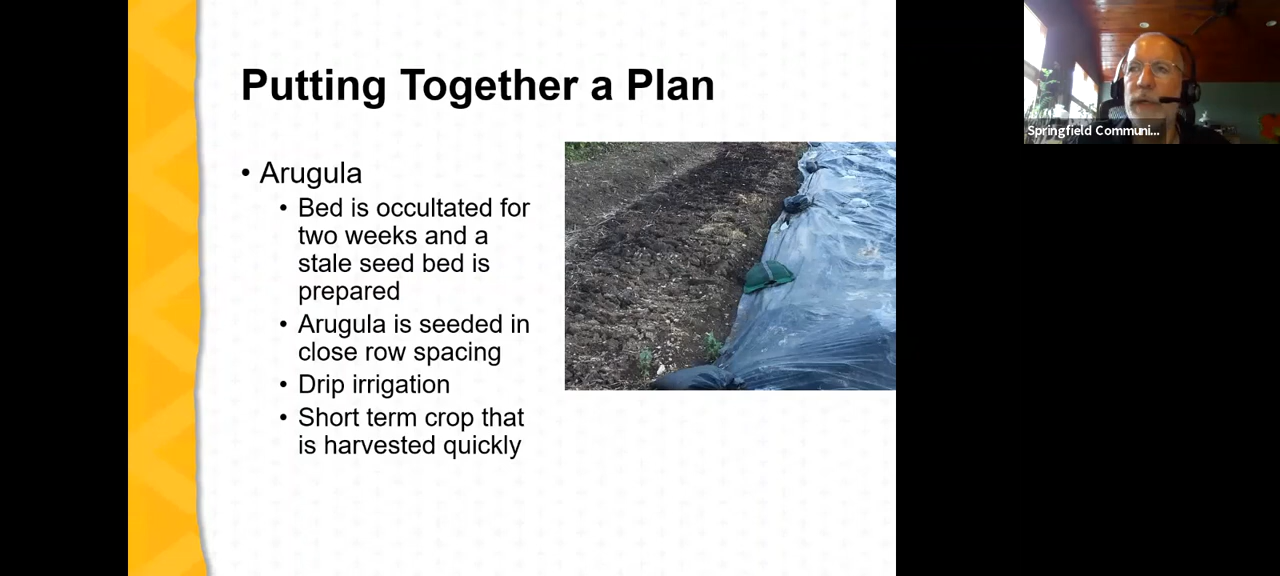 Putting Together a Plan
• Arugula
• Bed is occultated for
two weeks and a
stale seed bed is
prepared
• Arugula is seeded in
close row spacing
• Drip irrigation
• Short term crop that
is harvested quickly
Springfield Communi...